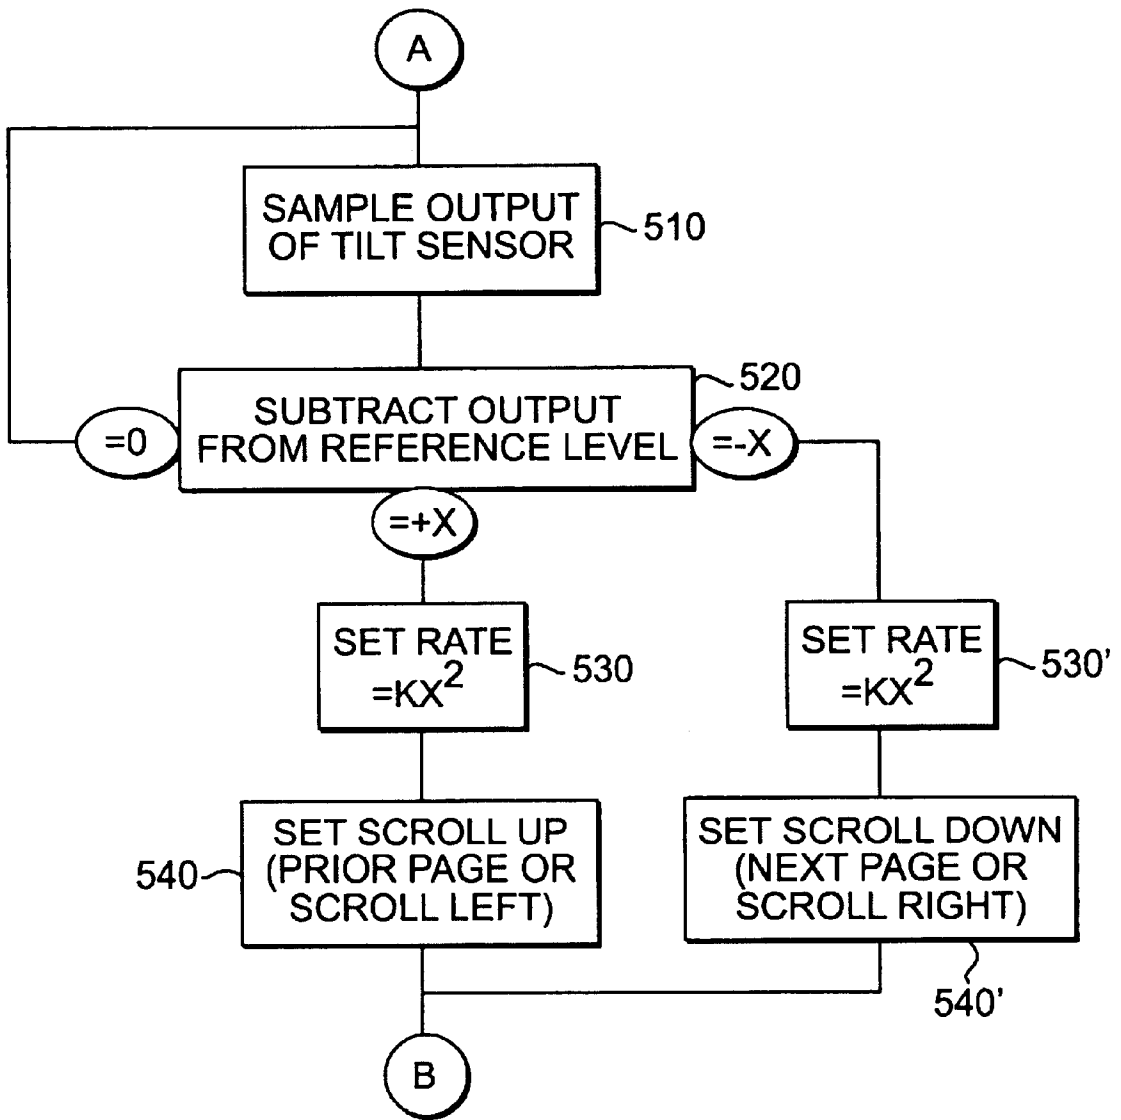 A
SAMPLE OUTPUT
OF TILT SENSOR
510
520
SUBTRACT OUTPUT
FROM REFERENCE LEVEL
=0
=-X
=+X
SET RATE
=KX²
530
SET RATE
=KX²
530'
SET SCROLL UP
(PRIOR PAGE OR
SCROLL LEFT)
540
SET SCROLL DOWN
(NEXT PAGE OR
SCROLL RIGHT)
540'
B